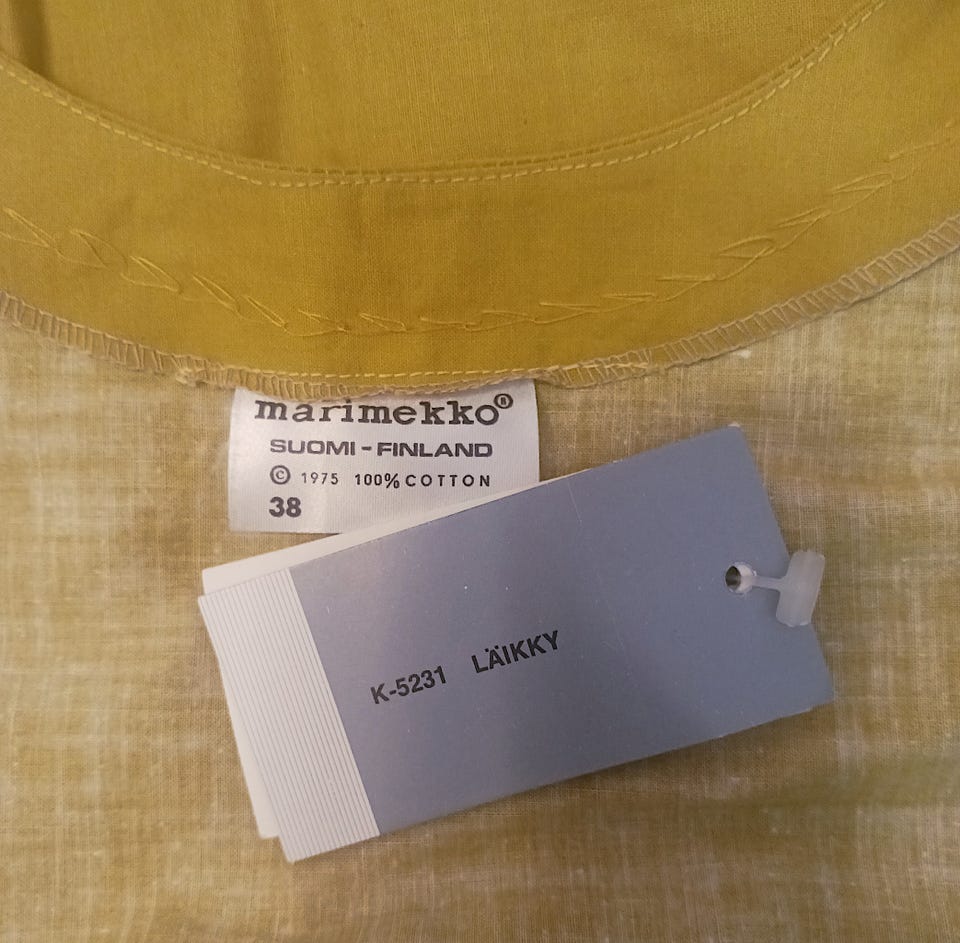 marimekko®
SUOMI - FINLAND
© 1975 100% COTTON
38
K-5231 LÄIKKY